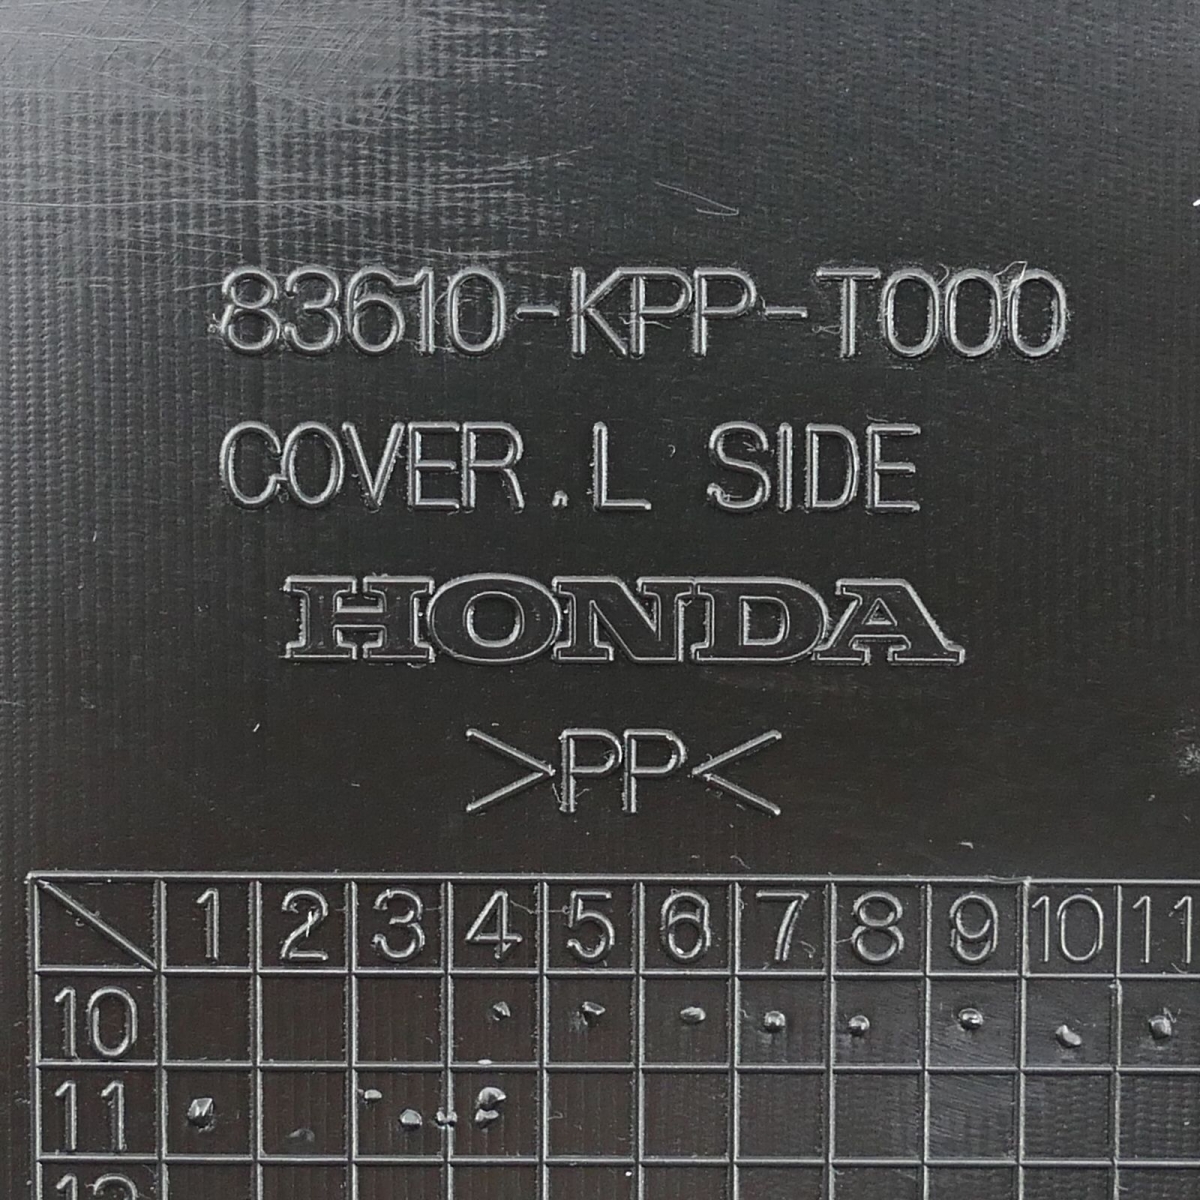 83610-KPP-T000
COVER.L SIDE
HONDA
>PP<
1 2 3 4 5 6 7 8 9 10 11
10
11
12